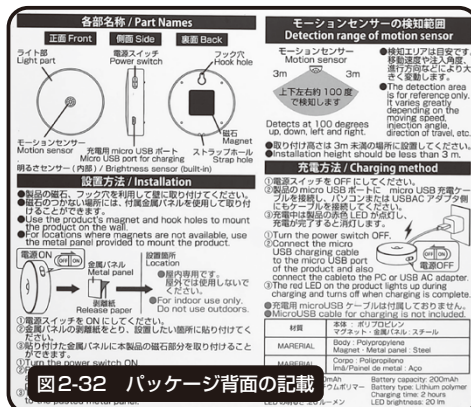 各部名称 / Part Names
正面 Front
側面 Side
裏面 Back
ライト部
Light part
電源スイッチ
Power switch
フック穴
Hook hole
磁石
Magnet
モーションセンサー
Motion sensor
充電用 micro USB ポート
Micro USB port for charging
ストラップホール
Strap hole
明るさセンサー(内部) / Brightness sensor (built-in)
設置方法 / Installation
●製品の磁石、フック穴を利用して壁に取り付けてください。
●磁石のつかない場所には、付属金属パネルを使用して取り付
けることができます。
●Use the product's magnet and hook holes to mount
the product on the wall.
●For locations where magnets are not available, use
the metal panel provided to mount the product.
電源ON
OFF ON
金属パネル
Metal panel
剥離紙
Release paper
設置箇所
Location
●屋内専用です。
屋外では使用しないで
ください。
●For indoor use only.
Do not use outdoors.
①電源スイッチを ON にしてください。
②金属パネルの剥離紙をとり、設置したい箇所に貼り付けてく
ださい。
③貼り付けた金属パネルに本製品の磁石部分を取り付けること
ができます。
①Turn the power switch ON.
to the pasted metal panel.
モーションセンサーの検知範囲
Detection range of motion sensor
モーションセンサー
Motion sensor
3m
3m
上下左右約 100 度
で検知します
Detects at 100 degrees
up, down, left and right.
●検知エリアは目安です。
移動速度や注入角度、
進行方向などにより大
きく変動します。
●The detection area
is for reference only.
It varies greatly
depending on the
moving speed,
injection angle,
direction of travel, etc.
●取り付け高さは 3m 未満の場所に設置してください。
●Installation height should be less than 3 m.
充電方法 / Charging method
①電源スイッチを OFF にしてください。
②製品の micro USB ポートに micro USB 充電ケー
ブルを接続し、パソコンまたは USBAC アダプタ側
にもケーブルを接続してください。
③充電中は製品の赤色 LED が点灯し、
充電が完了すると消灯します。
①Turn the power switch OFF.
②Connect the micro
USB charging cable
to the micro USB port
of the product and also
connect the cableto the PC or USB AC adapter.
OFF ON
電源OFF
③The red LED on the product lights up during
charging and turns off when charging is complete.
●充電用 microUSB ケーブルは付属しておりません。
●MicroUSB cable for charging is not included.
材質
本体 : ポリプロピレン
マグネット・金属パネル : スチール
MARERIAL
Body : Polypropylene
Magnet・Metal panel : Steel
MARERIAL
Corpo : Polipropileno
Imã/Painel de metal : Aço
Battery capacity: 200mAh
Battery type: Lithium polymer
Charging time: 2 hours
LED brightness: 20 lm
図2-32 パッケージ背面の記載